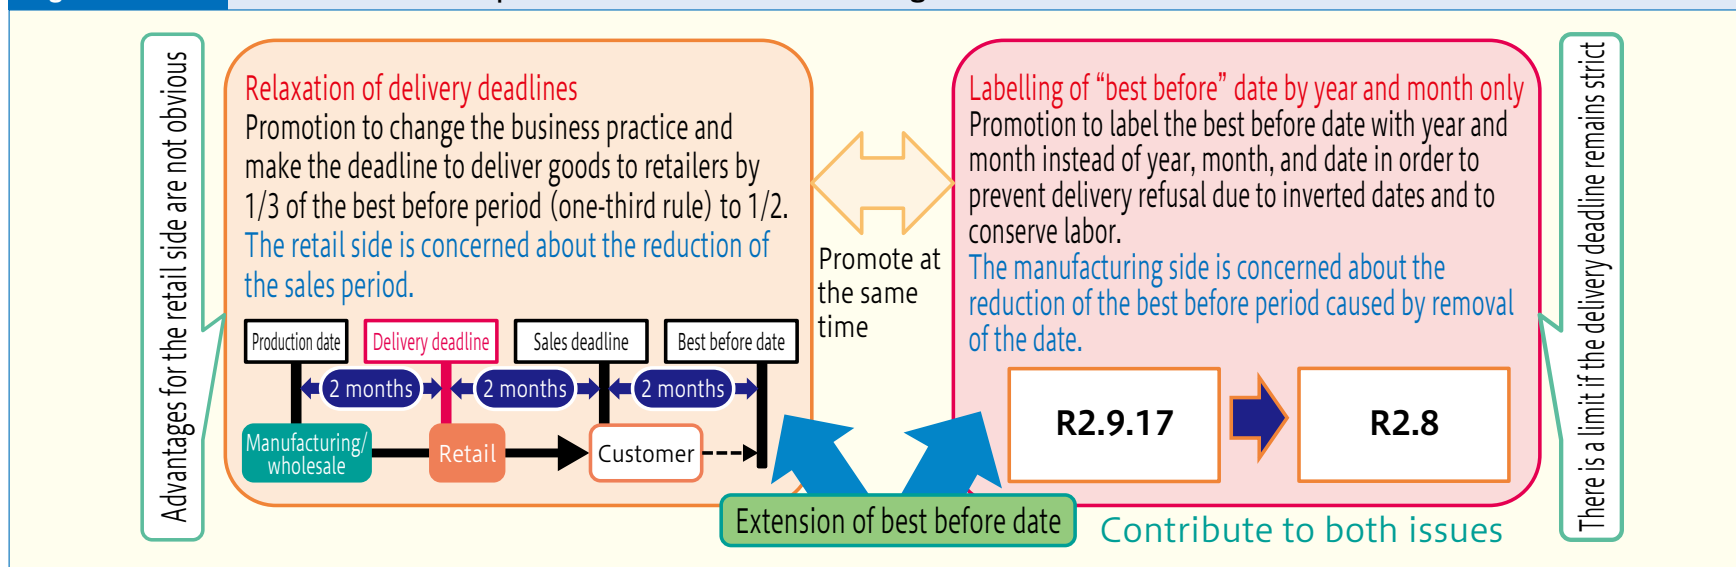 Advantages for the retail side are not obvious
Relaxation of delivery deadlines
Promotion to change the business practice and
make the deadline to deliver goods to retailers by
1/3 of the best before period (one-third rule) to 1/2.
The retail side is concerned about the reduction of
the sales period.
Production date
Delivery deadline
Sales deadline
Best before date
2 months
2 months
2 months
Manufacturing/
wholesale
Retail
Customer
Promote at
the same
time
Labelling of “best before” date by year and month only
Promotion to label the best before date with year and
month instead of year, month, and date in order to
prevent delivery refusal due to inverted dates and to
conserve labor.
The manufacturing side is concerned about the
reduction of the best before period caused by removal
of the date.
R2.9.17
R2.8
There is a limit if the delivery deadline remains strict
Extension of best before date
Contribute to both issues